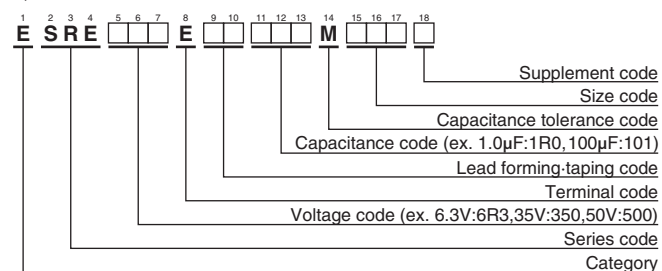 1 2 3 4 5 6 7 8 9 10 11 12 13 14 15 16 17 18
E SRE □□□ E □□ □□□ M □□□ □
Supplement code
Size code
Capacitance tolerance code
Capacitance code (ex. 1.0μF:1R0,100μF:101)
Lead forming·taping code
Terminal code
Voltage code (ex. 6.3V:6R3,35V:350,50V:500)
Series code
Category